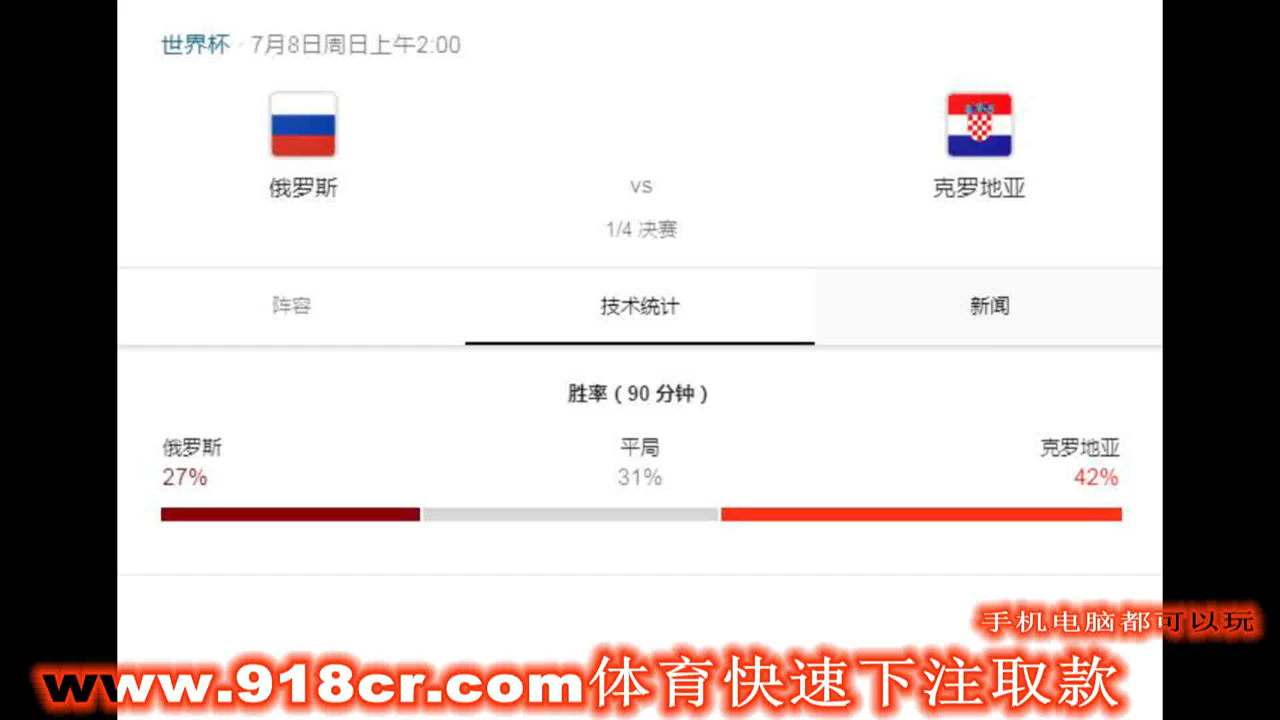 世界杯 · 7月8日周日上午2:00
俄罗斯 vs 克罗地亚
1/4 决赛
阵容 技术统计 新闻
胜率 ( 90 分钟 )
俄罗斯 平局 克罗地亚
27% 31% 42%
手机电脑都可以玩
www.918cr.com体育快速下注取款